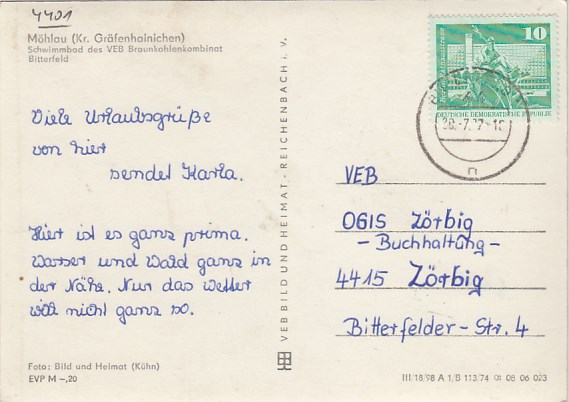 4401
Möhlau (Kr. Gräfenhainichen)
Schwimmbad des VEB Braunkohlenkombinat
Bitterfeld
Viele Urlaubsgrüße
von hier
sendet Karla.
Hier ist es ganz prima.
Wasser und Wald ganz in
der Nähe. Nur das Wetter
will nicht ganz so.
Foto: Bild und Heimat (Kühn)
EVP M -,20
VEB BILD UND HEIMAT · REICHENBACH i. V.
10
DEUTSCHE DEMOKRATISCHE REPUBLIK
VEB
OGIS Zörbig
- Buchhaltung -
4415 Zörbig
Bitterfelder - Str. 4
III/18/98 A 1/B 113/74 01 08 06 023